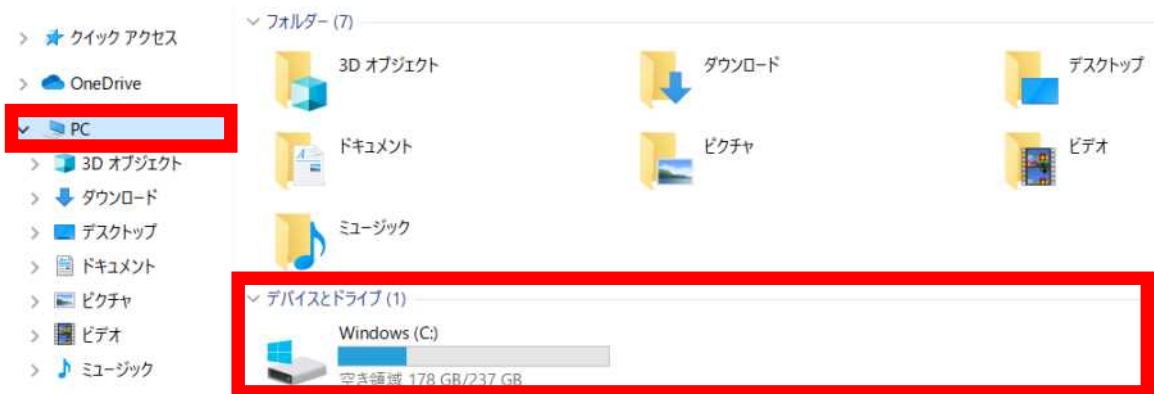 クイック アクセス
OneDrive
PC
3D オブジェクト
ダウンロード
デスクトップ
ドキュメント
ピクチャ
ビデオ
ミュージック
フォルダー (7)
3D オブジェクト
ダウンロード
デスクトップ
ドキュメント
ピクチャ
ビデオ
ミュージック
デバイスとドライブ (1)
Windows (C:)
空き領域 178 GB/237 GB